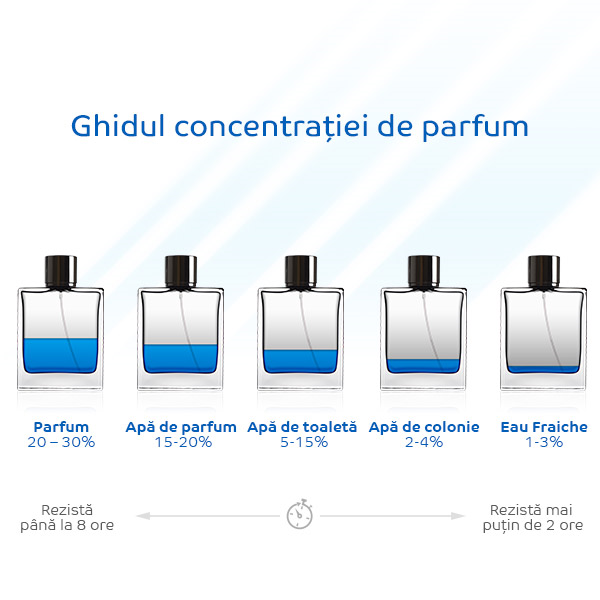 Ghidul concentrației de parfum
Parfum
20 – 30%
Apă de parfum
15-20%
Apă de toaletă
5-15%
Apă de colonie
2-4%
Eau Fraiche
1-3%
Rezistă
până la 8 ore
Rezistă mai
puțin de 2 ore